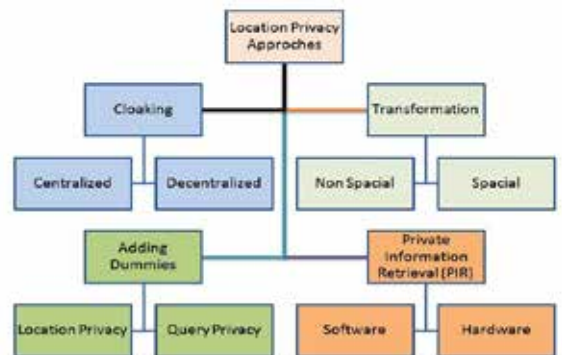 Location Privacy
Approches
Cloaking
Transformation
Centralized
Decentralized
Non Spacial
Spacial
Adding
Dummies
Private
Information
Retrieval (PIR)
Location Privacy
Query Privacy
Software
Hardware